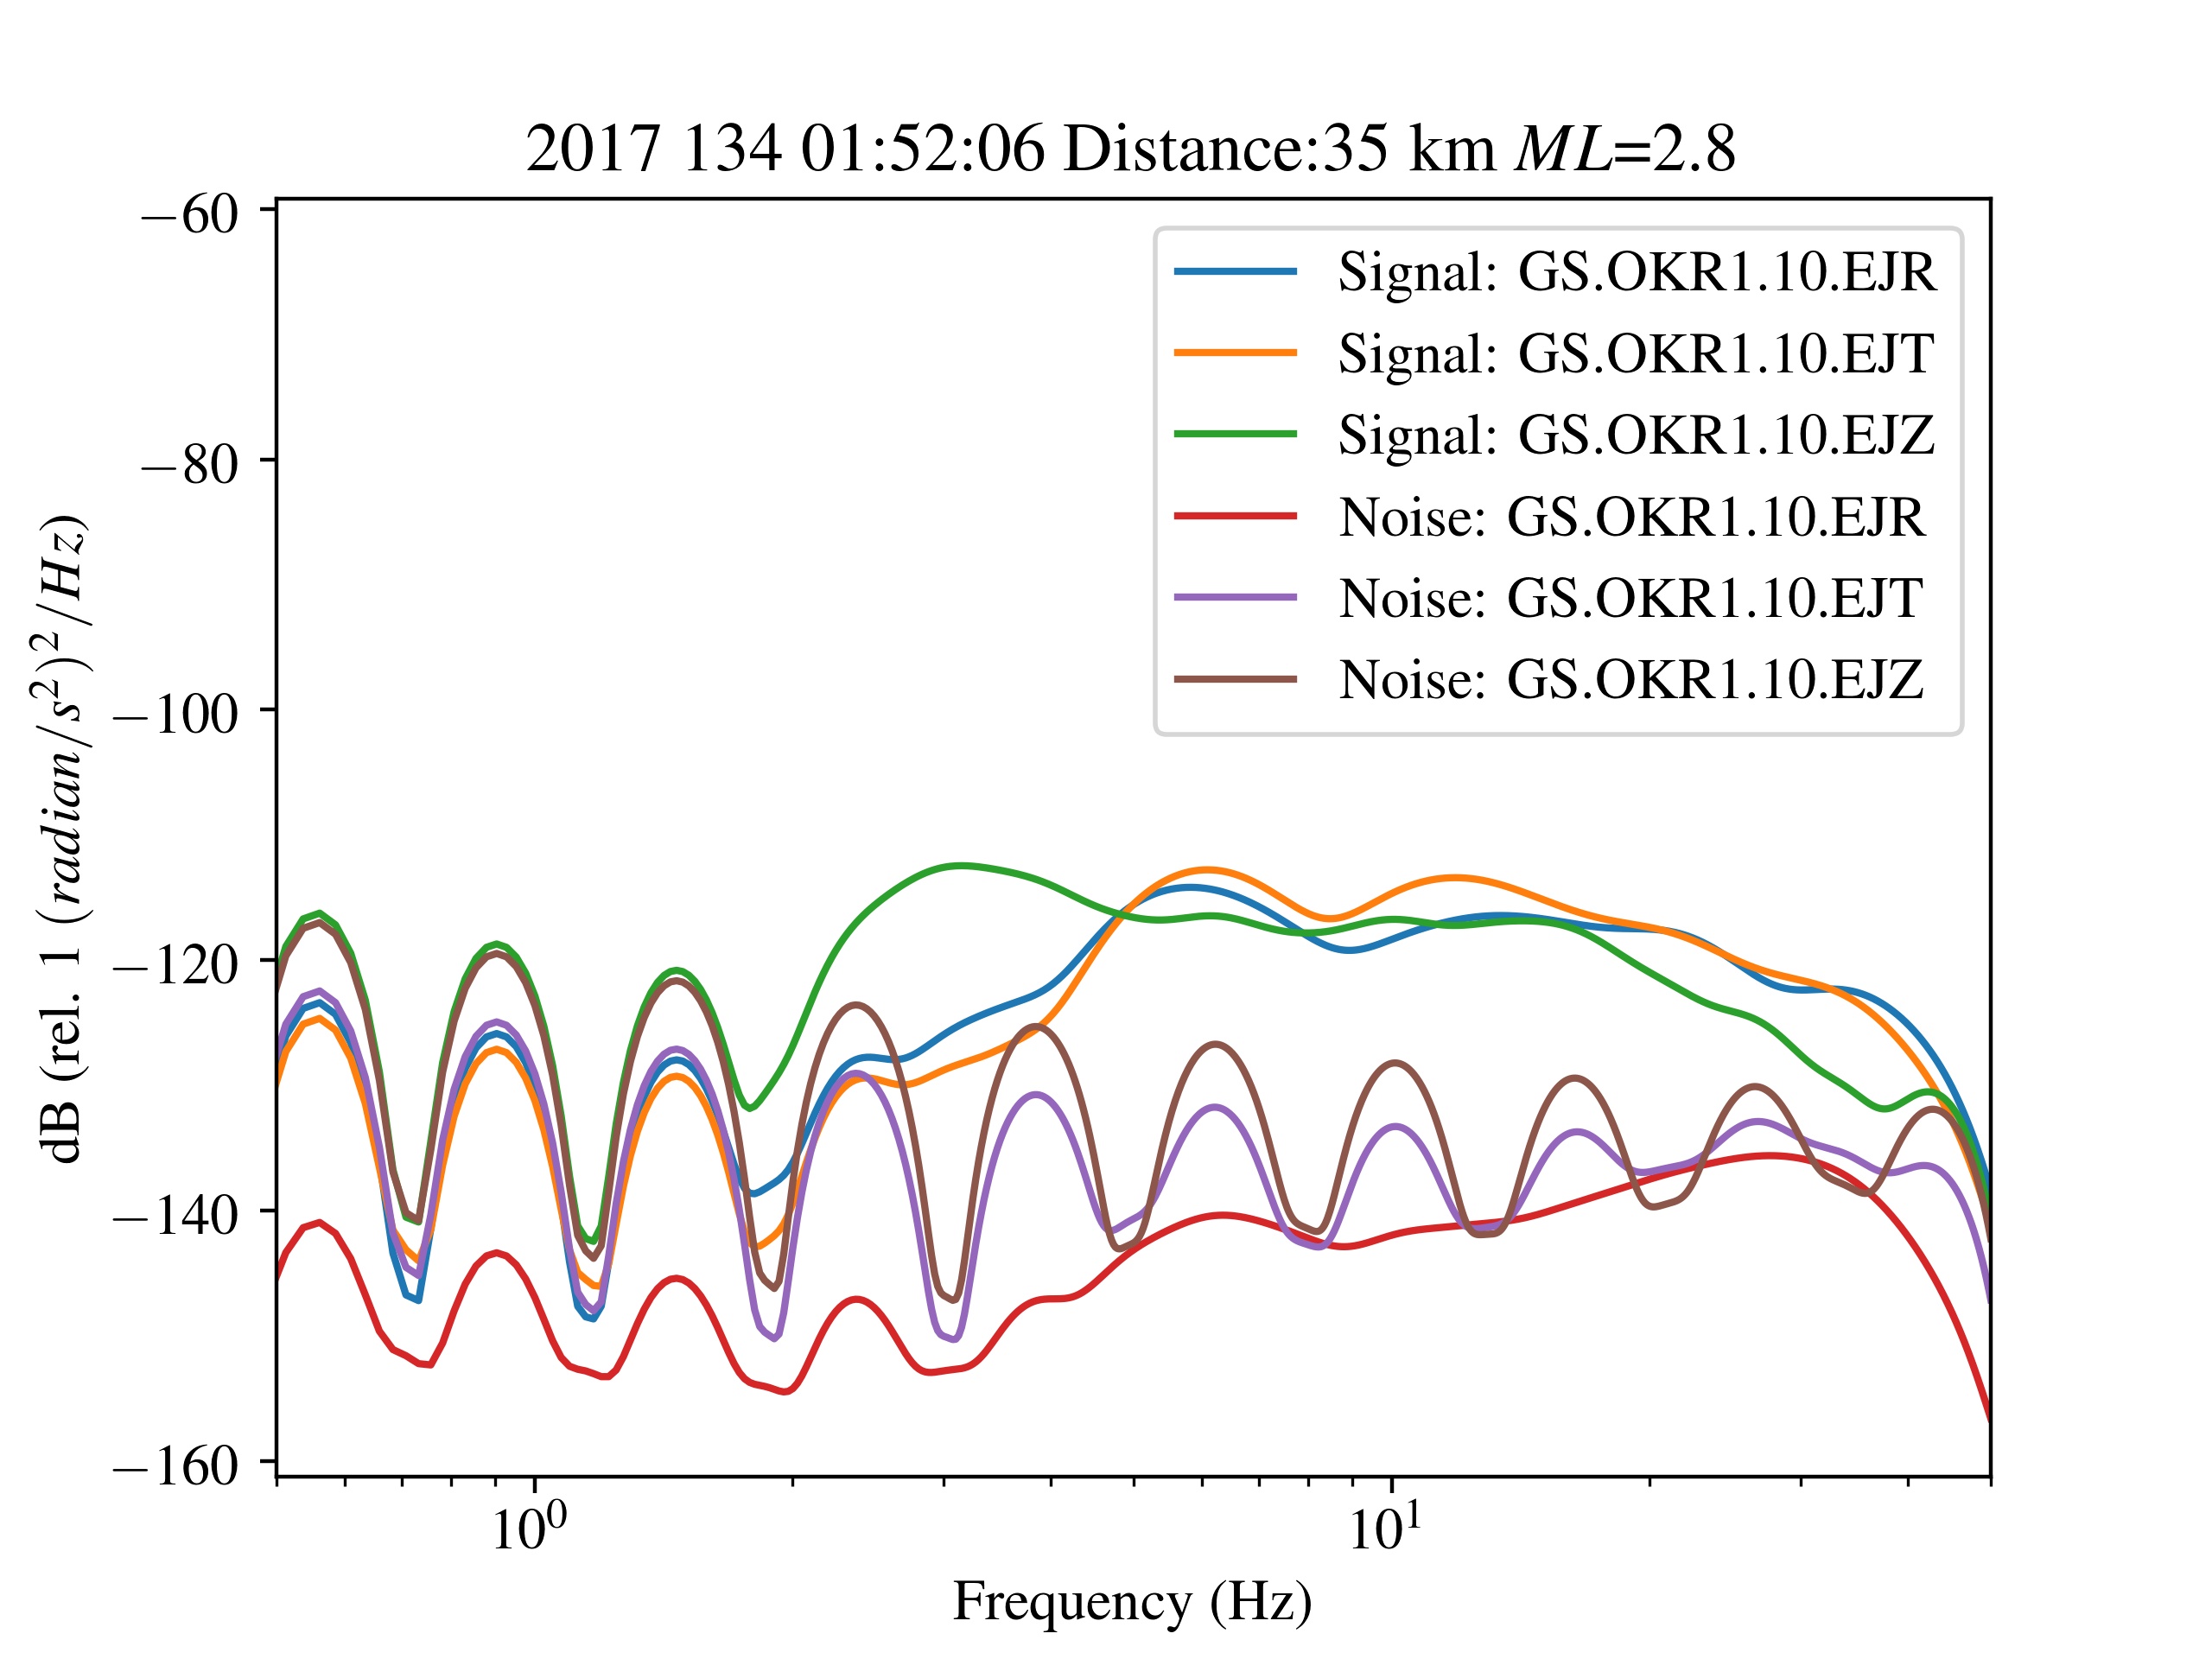 2017 134 01:52:06 Distance:35 km ML=2.8
−60
−80
−100
−120
−140
−160
dB (rel. 1 (radian/s²)²/Hz)
Signal: GS.OKR1.10.EJR
Signal: GS.OKR1.10.EJT
Signal: GS.OKR1.10.EJZ
Noise: GS.OKR1.10.EJR
Noise: GS.OKR1.10.EJT
Noise: GS.OKR1.10.EJZ
10⁰ 10¹
Frequency (Hz)